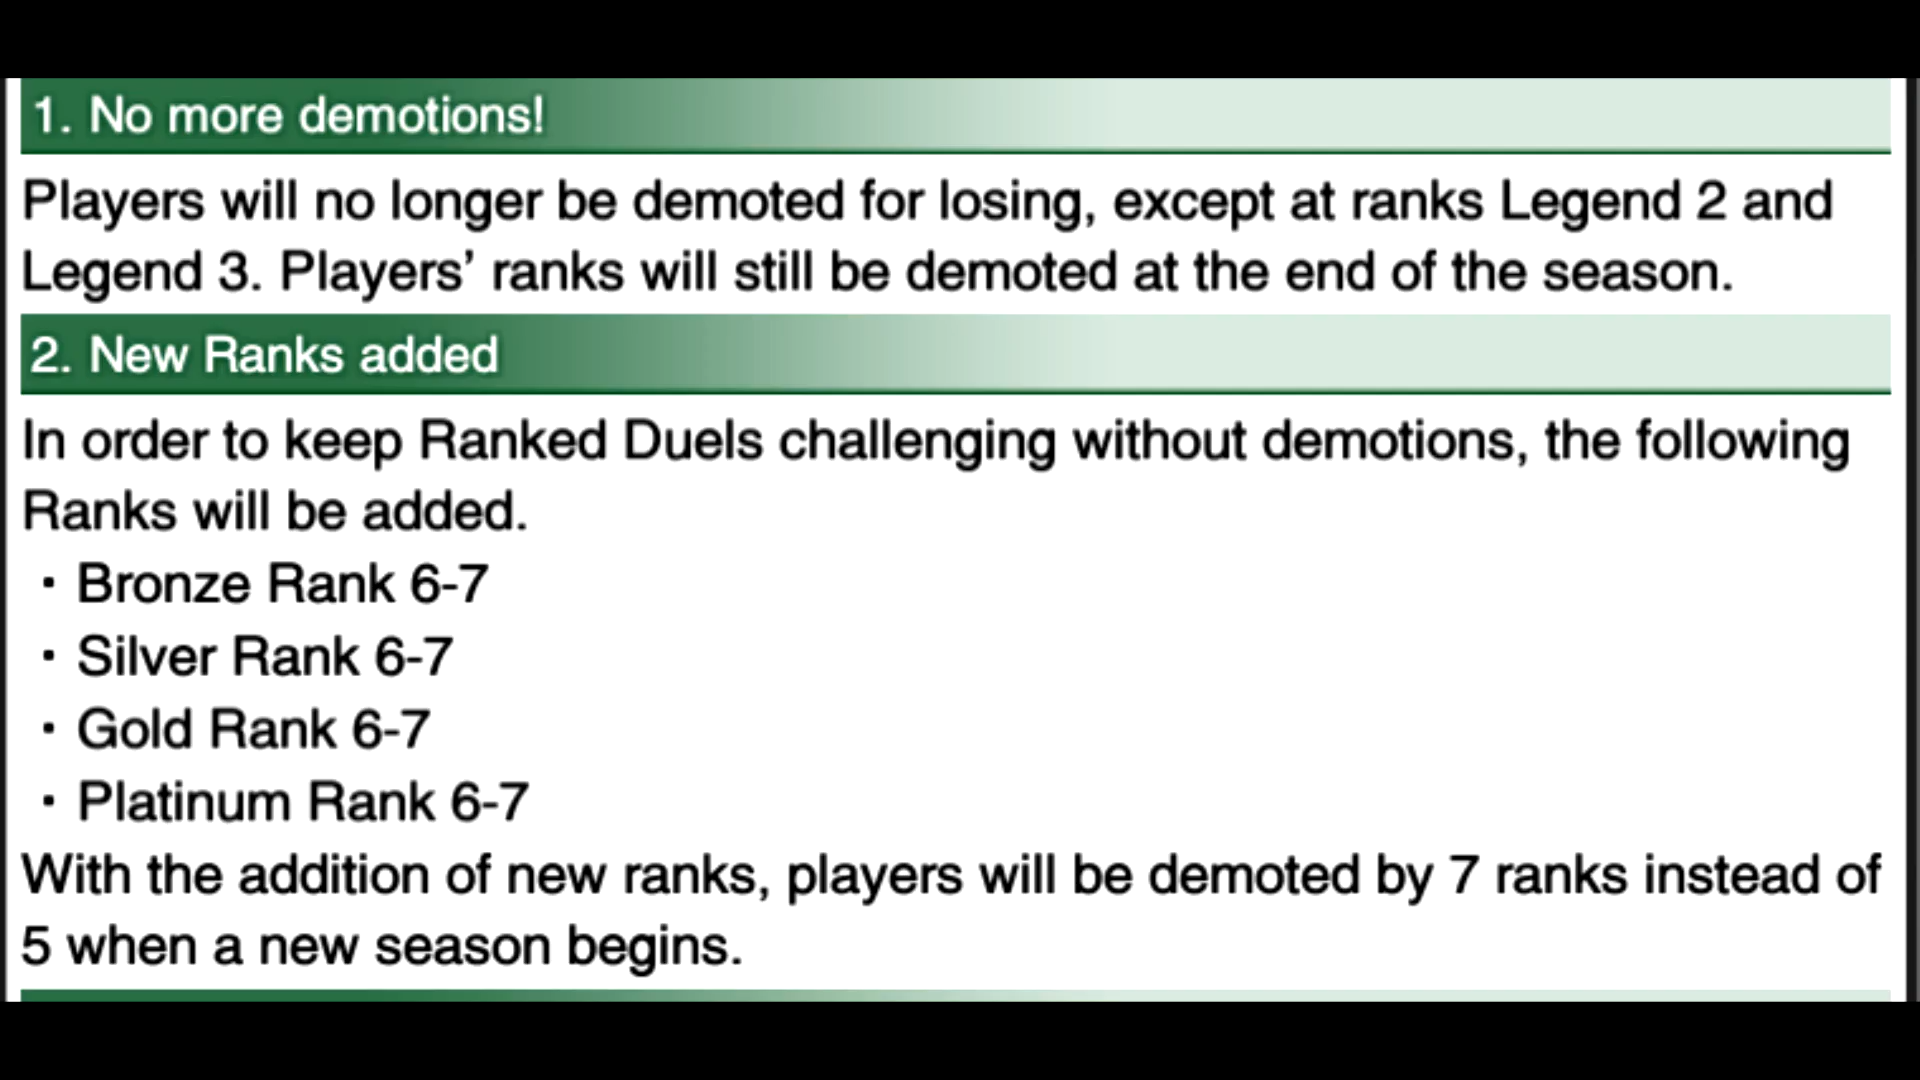 1. No more demotions!
Players will no longer be demoted for losing, except at ranks Legend 2 and
Legend 3. Players’ ranks will still be demoted at the end of the season.
2. New Ranks added
In order to keep Ranked Duels challenging without demotions, the following
Ranks will be added.
・Bronze Rank 6-7
・Silver Rank 6-7
・Gold Rank 6-7
・Platinum Rank 6-7
With the addition of new ranks, players will be demoted by 7 ranks instead of
5 when a new season begins.